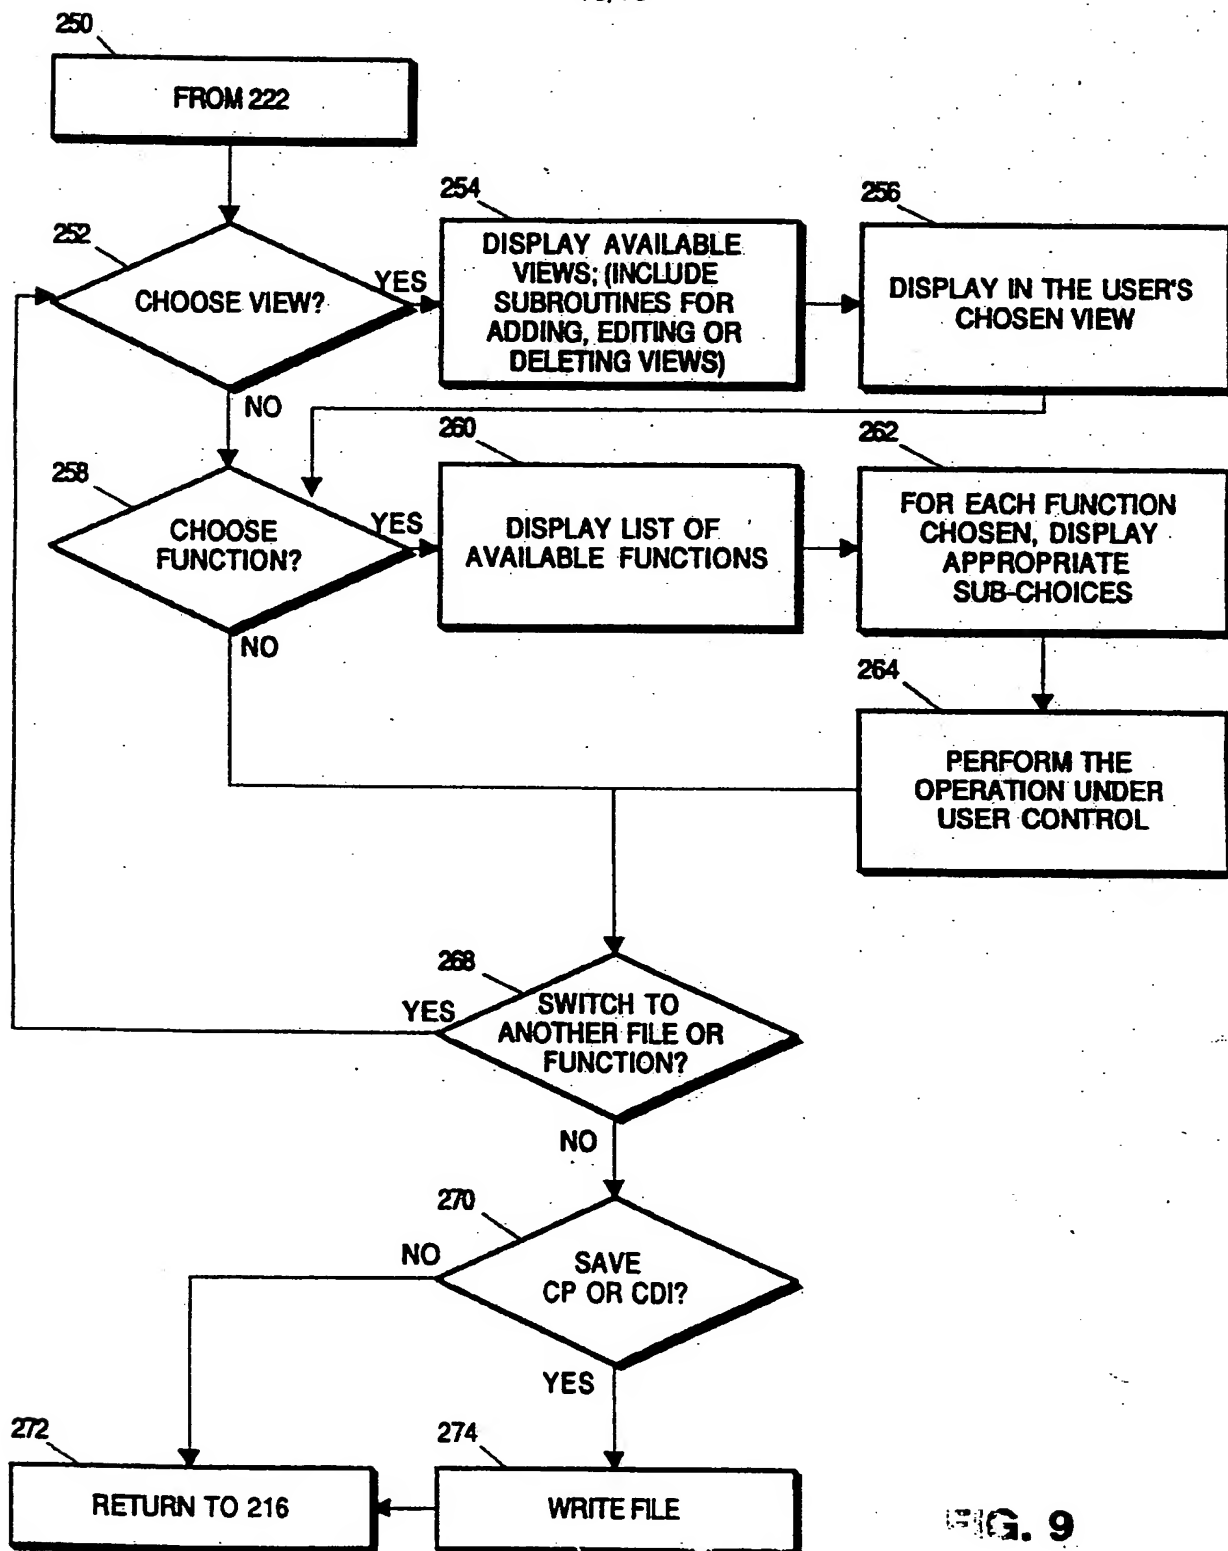 250
FROM 222
252
CHOOSE VIEW?
YES
NO
254
DISPLAY AVAILABLE
VIEWS; (INCLUDE
SUBROUTINES FOR
ADDING, EDITING OR
DELETING VIEWS)
256
DISPLAY IN THE USER'S
CHOSEN VIEW
258
CHOOSE
FUNCTION?
YES
NO
260
DISPLAY LIST OF
AVAILABLE FUNCTIONS
262
FOR EACH FUNCTION
CHOSEN, DISPLAY
APPROPRIATE
SUB-CHOICES
264
PERFORM THE
OPERATION UNDER
USER CONTROL
268
YES
SWITCH TO
ANOTHER FILE OR
FUNCTION?
NO
270
NO
SAVE
CP OR CDI?
YES
272
RETURN TO 216
274
WRITE FILE
FIG. 9